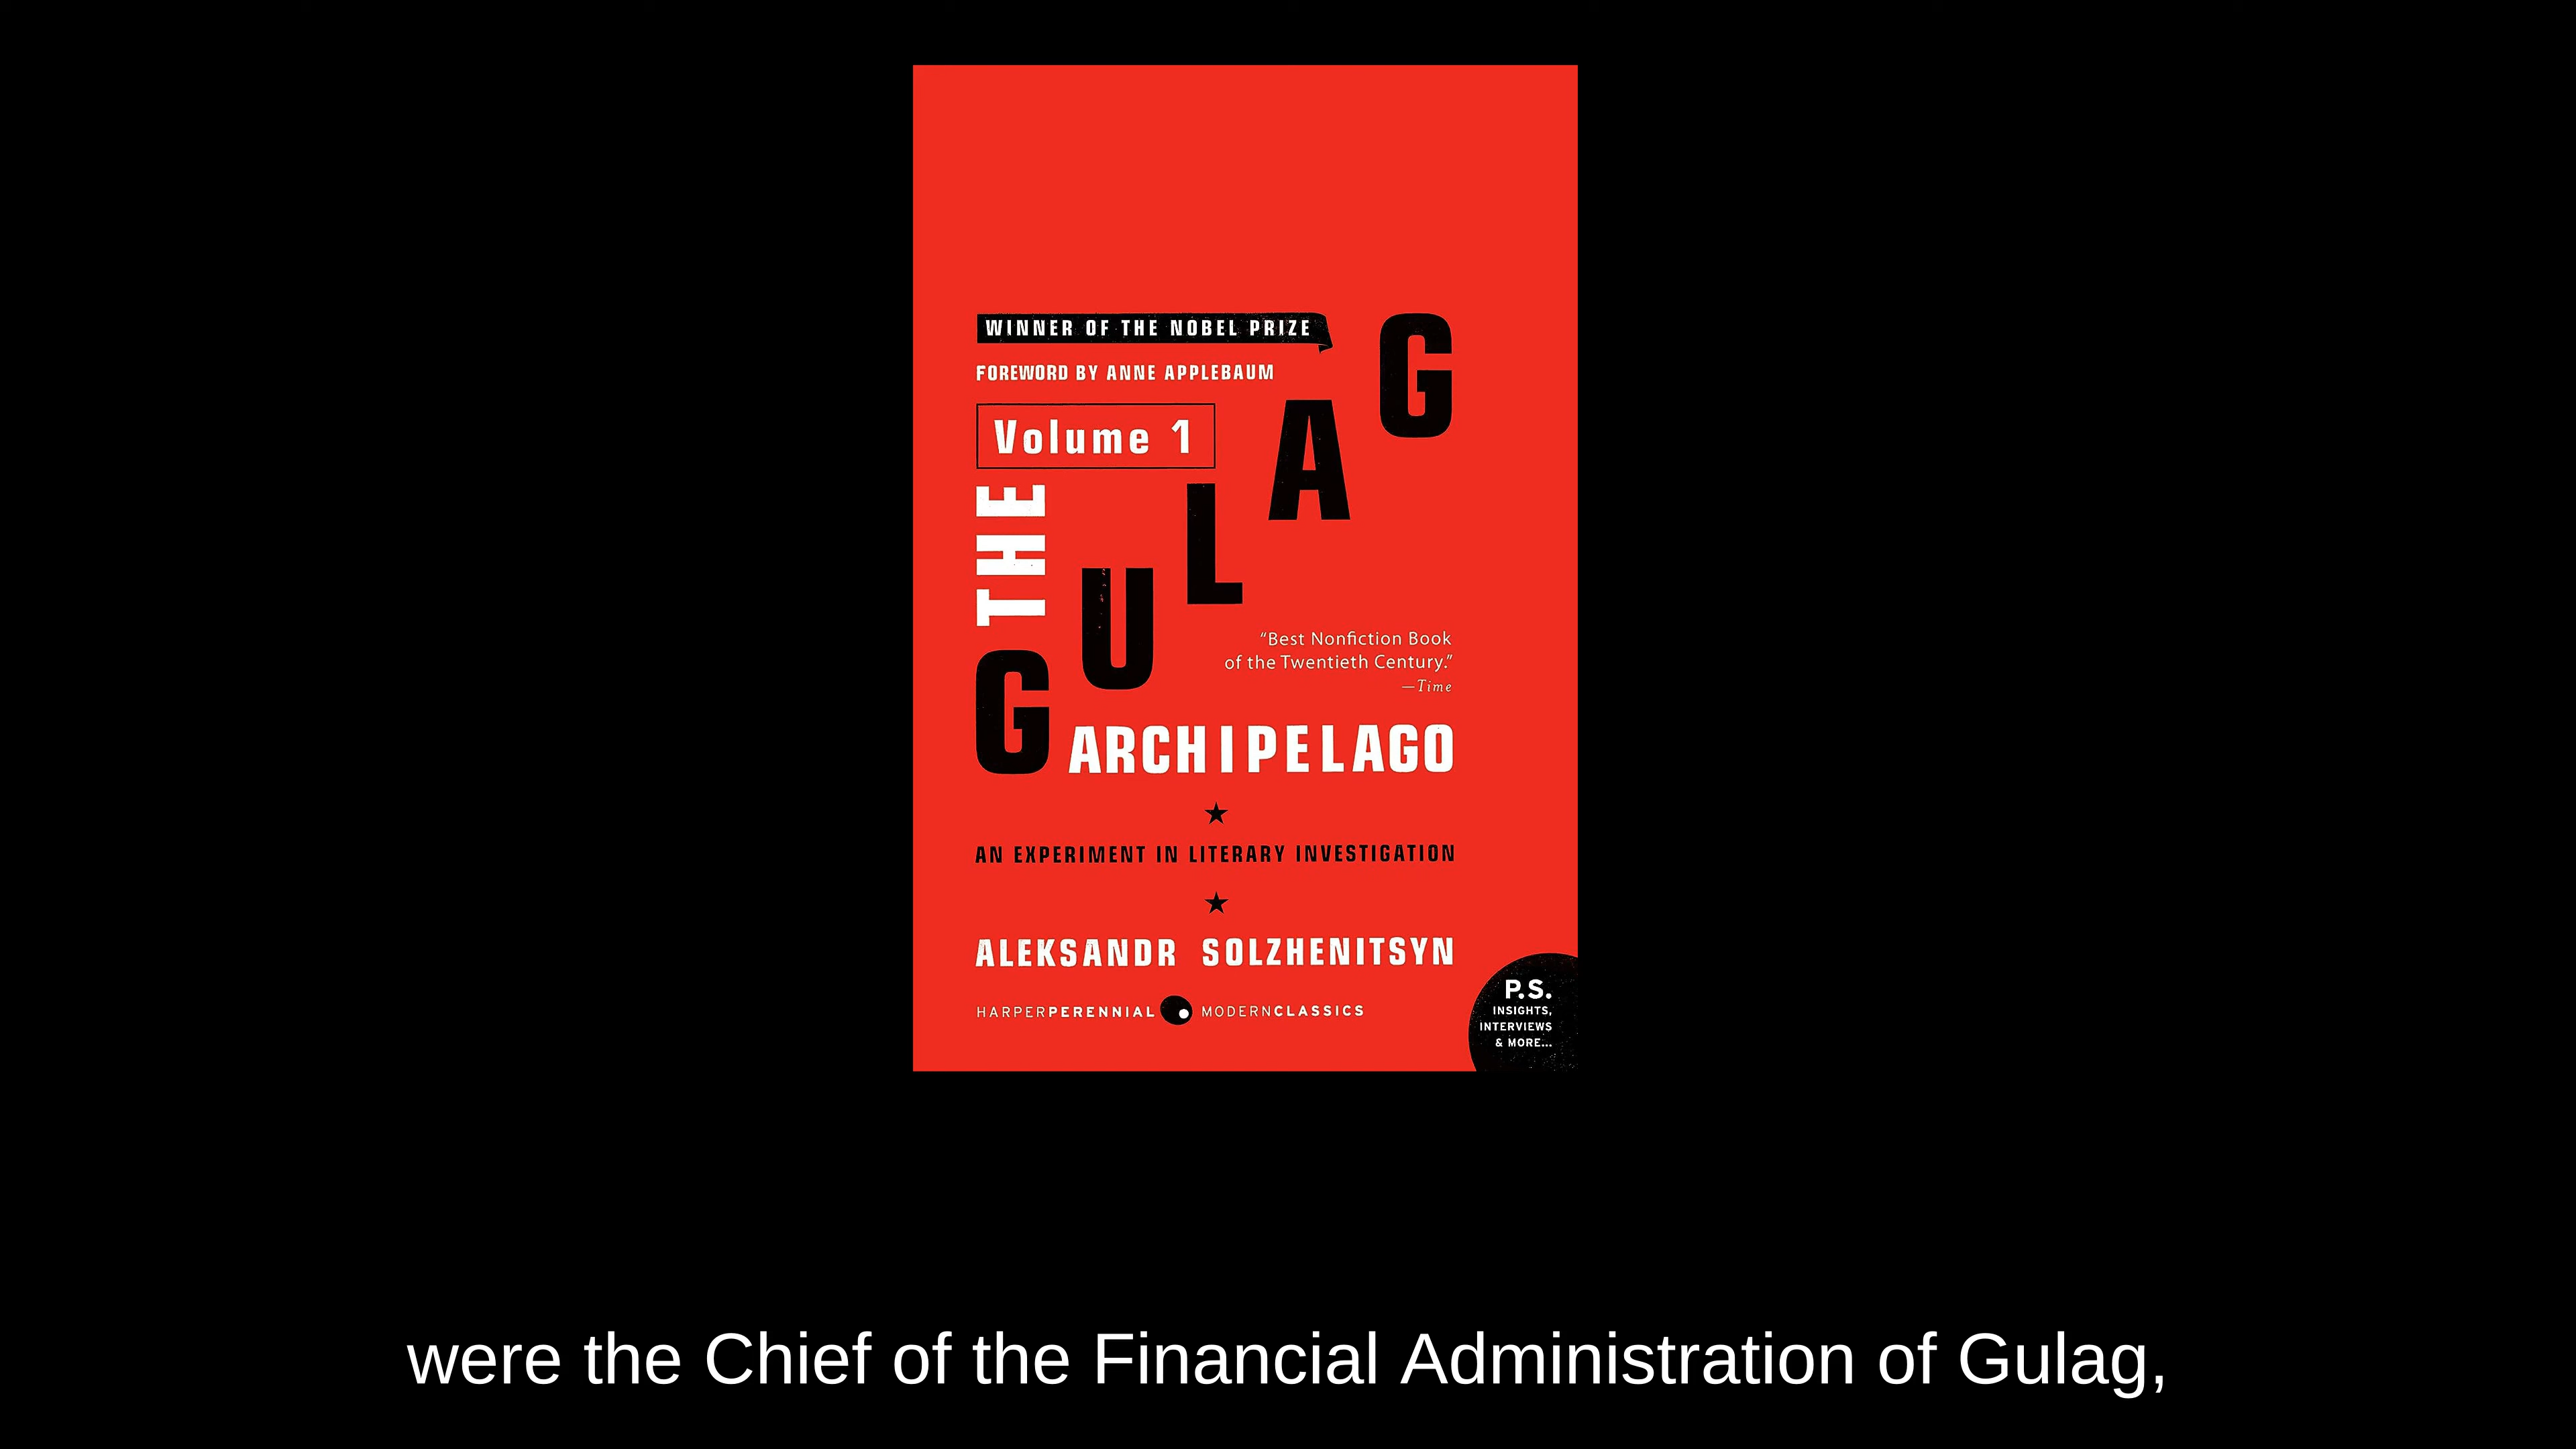 WINNER OF THE NOBEL PRIZE
FOREWORD BY ANNE APPLEBAUM
Volume 1
THE
GULAG
"Best Nonfiction Book
of the Twentieth Century."
—Time
ARCHIPELAGO
AN EXPERIMENT IN LITERARY INVESTIGATION
ALEKSANDR SOLZHENITSYN
HARPERPERENNIAL MODERNCLASSICS
P.S.
INSIGHTS,
INTERVIEWS
& MORE...
were the Chief of the Financial Administration of Gulag,